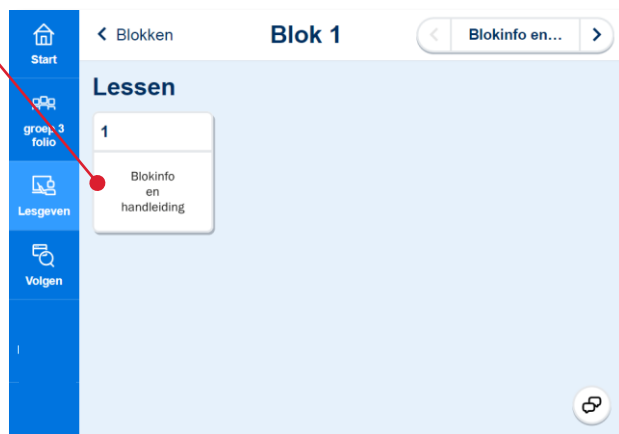 Start
groep 3
folio
Lesgeven
Volgen
Blokken
Blok 1
Blokinfo en...
Lessen
1
Blokinfo
en
handleiding